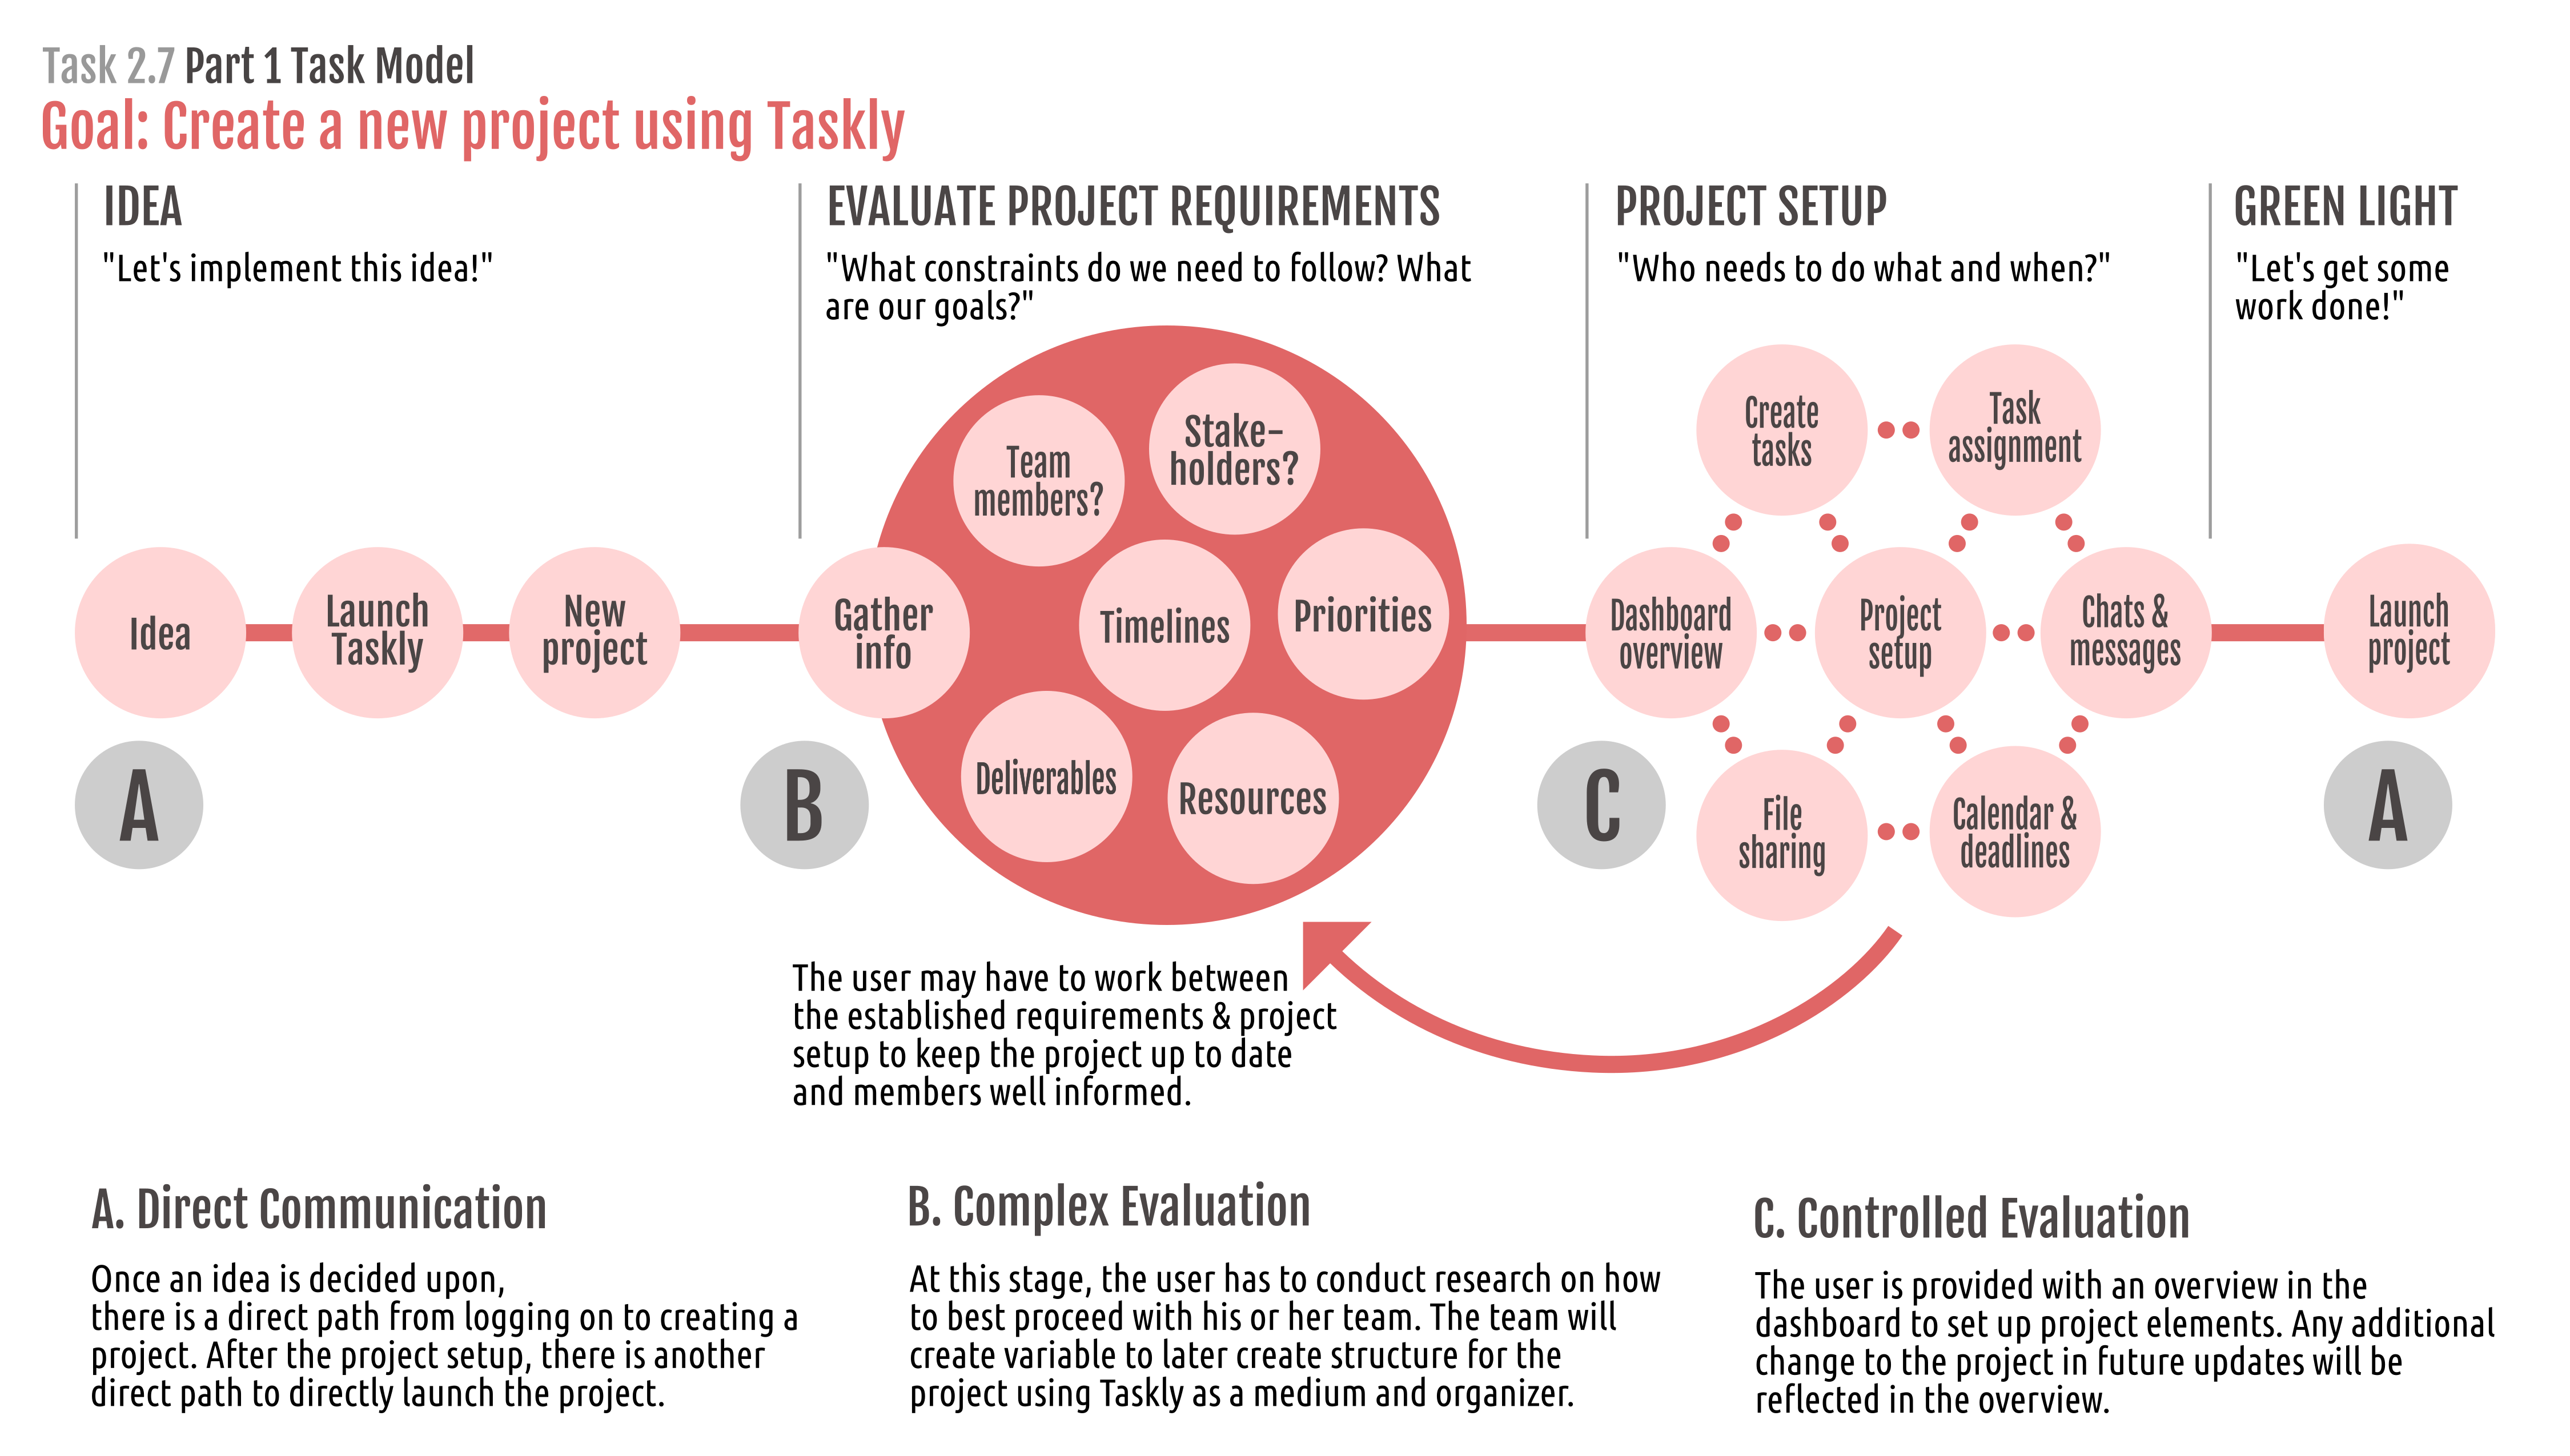 Task 2.7 Part 1 Task Model
Goal: Create a new project using Taskly
IDEA
"Let's implement this idea!"
EVALUATE PROJECT REQUIREMENTS
"What constraints do we need to follow? What
are our goals?"
PROJECT SETUP
"Who needs to do what and when?"
GREEN LIGHT
"Let's get some
work done!"
Idea
Launch
Taskly
New
project
Gather
info
Team
members?
Stake-
holders?
Timelines
Priorities
Deliverables
Resources
Create
tasks
Task
assignment
Dashboard
overview
Project
setup
Chats &
messages
File
sharing
Calendar &
deadlines
Launch
project
A
B
C
A
The user may have to work between
the established requirements & project
setup to keep the project up to date
and members well informed.
A. Direct Communication
Once an idea is decided upon,
there is a direct path from logging on to creating a
project. After the project setup, there is another
direct path to directly launch the project.
B. Complex Evaluation
At this stage, the user has to conduct research on how
to best proceed with his or her team. The team will
create variable to later create structure for the
project using Taskly as a medium and organizer.
C. Controlled Evaluation
The user is provided with an overview in the
dashboard to set up project elements. Any additional
change to the project in future updates will be
reflected in the overview.